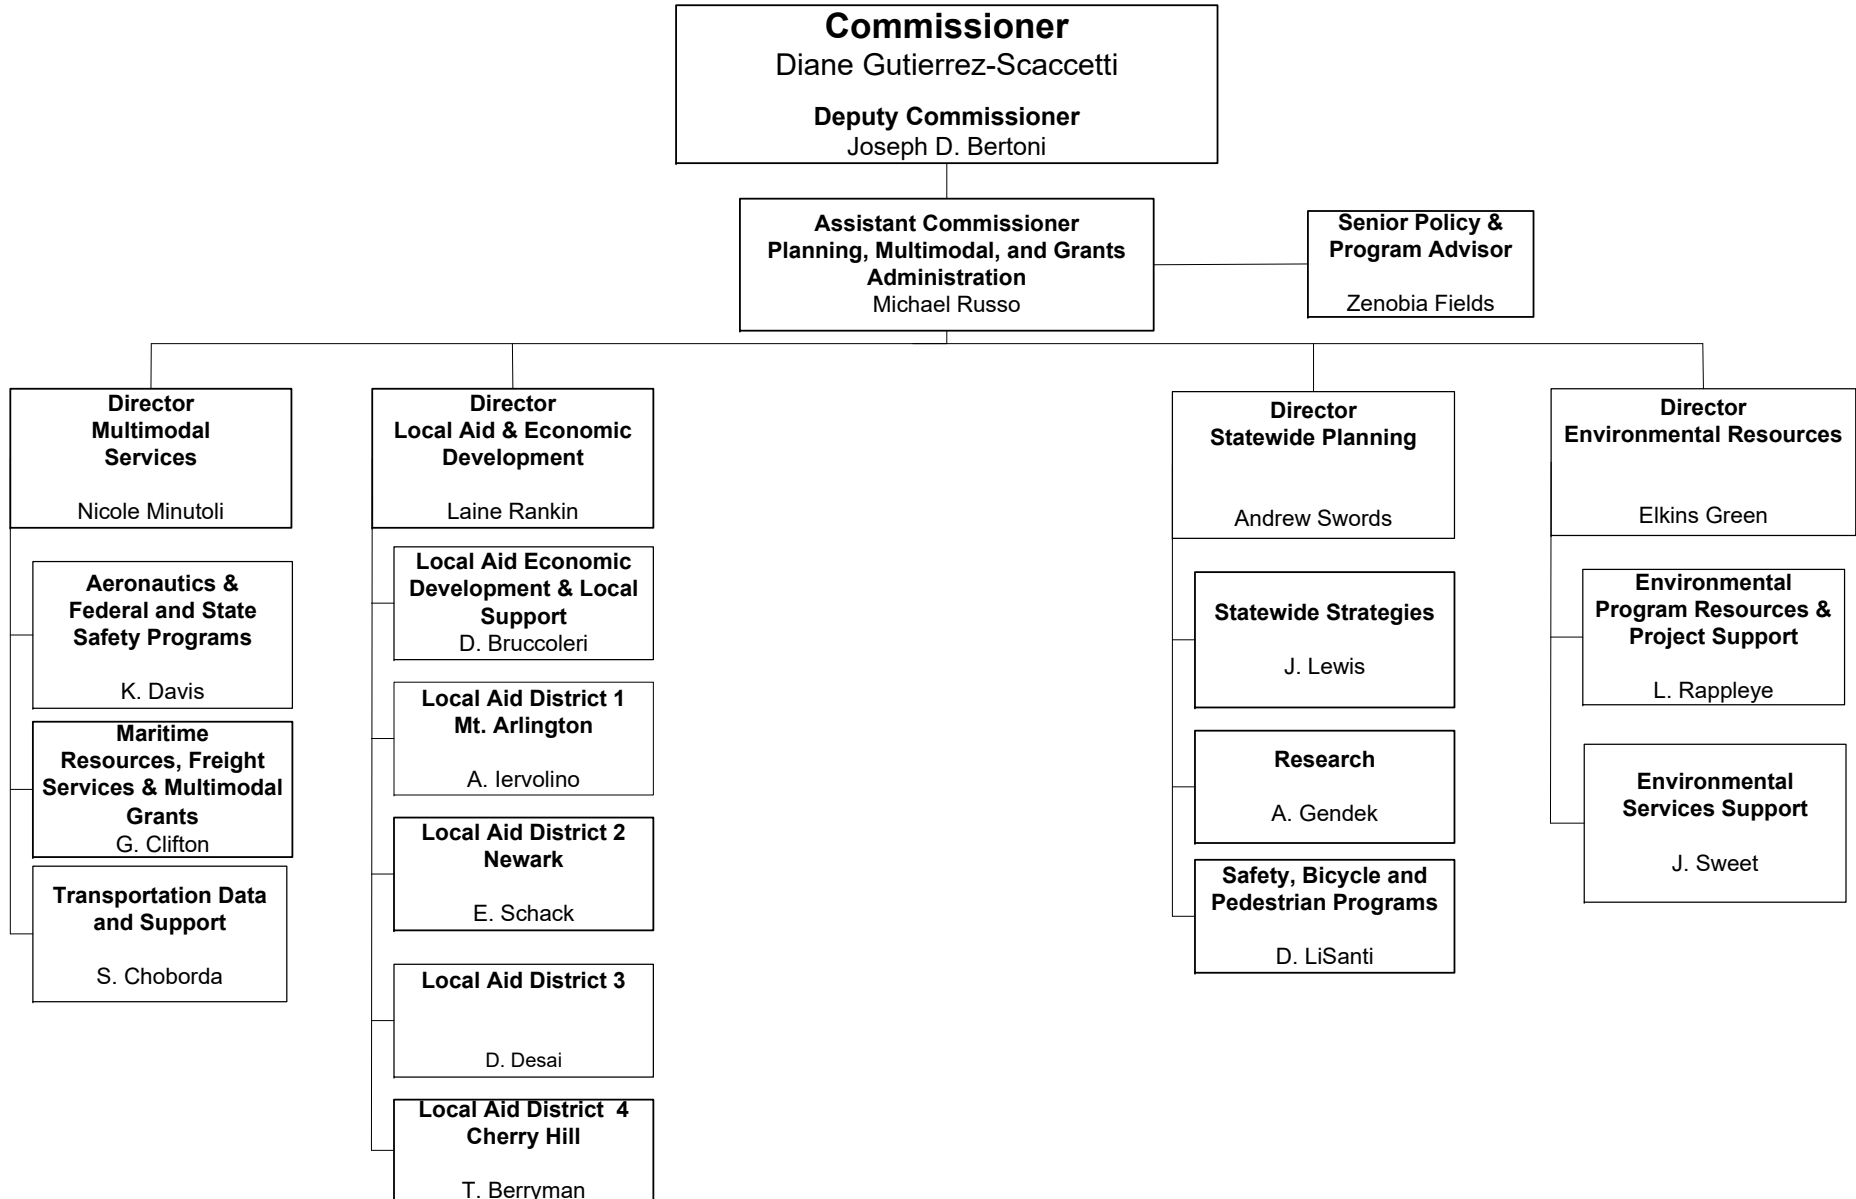 Commissioner
Diane Gutierrez-Scaccetti
Deputy Commissioner
Joseph D. Bertoni
Assistant Commissioner
Planning, Multimodal, and Grants
Administration
Michael Russo
Senior Policy &
Program Advisor
Zenobia Fields
Director
Multimodal
Services
Nicole Minutoli
Aeronautics &
Federal and State
Safety Programs
K. Davis
Maritime
Resources, Freight
Services & Multimodal
Grants
G. Clifton
Transportation Data
and Support
S. Choborda
Director
Local Aid & Economic
Development
Laine Rankin
Local Aid Economic
Development & Local
Support
D. Bruccoleri
Local Aid District 1
Mt. Arlington
A. Iervolino
Local Aid District 2
Newark
E. Schack
Local Aid District 3
D. Desai
Local Aid District 4
Cherry Hill
T. Berryman
Director
Statewide Planning
Andrew Swords
Statewide Strategies
J. Lewis
Research
A. Gendek
Safety, Bicycle and
Pedestrian Programs
D. LiSanti
Director
Environmental Resources
Elkins Green
Environmental
Program Resources &
Project Support
L. Rappleye
Environmental
Services Support
J. Sweet